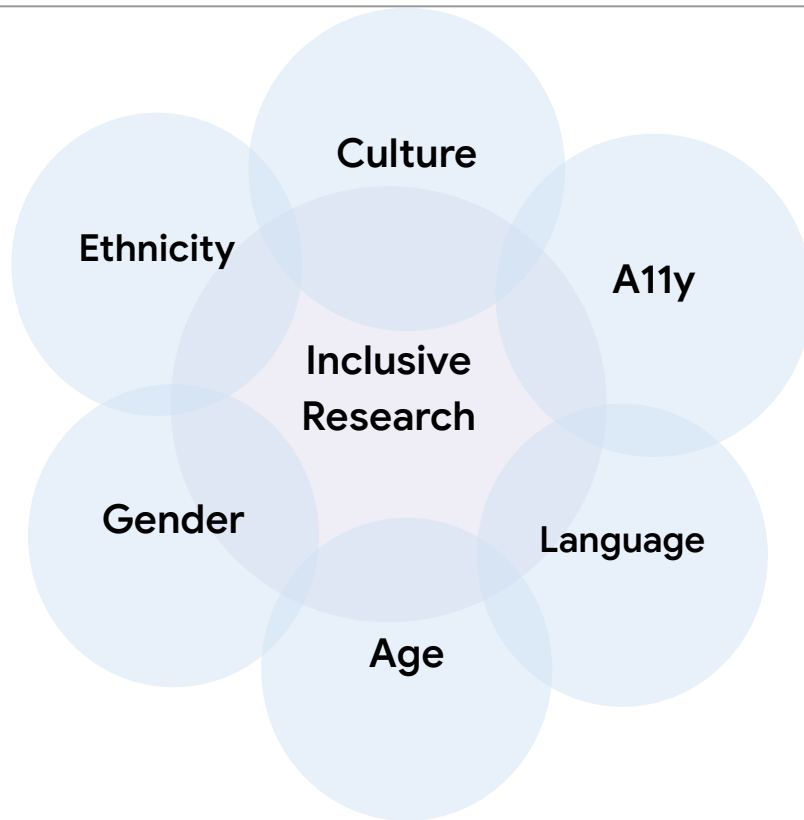 Culture
Ethnicity
A11y
Inclusive
Research
Gender
Language
Age